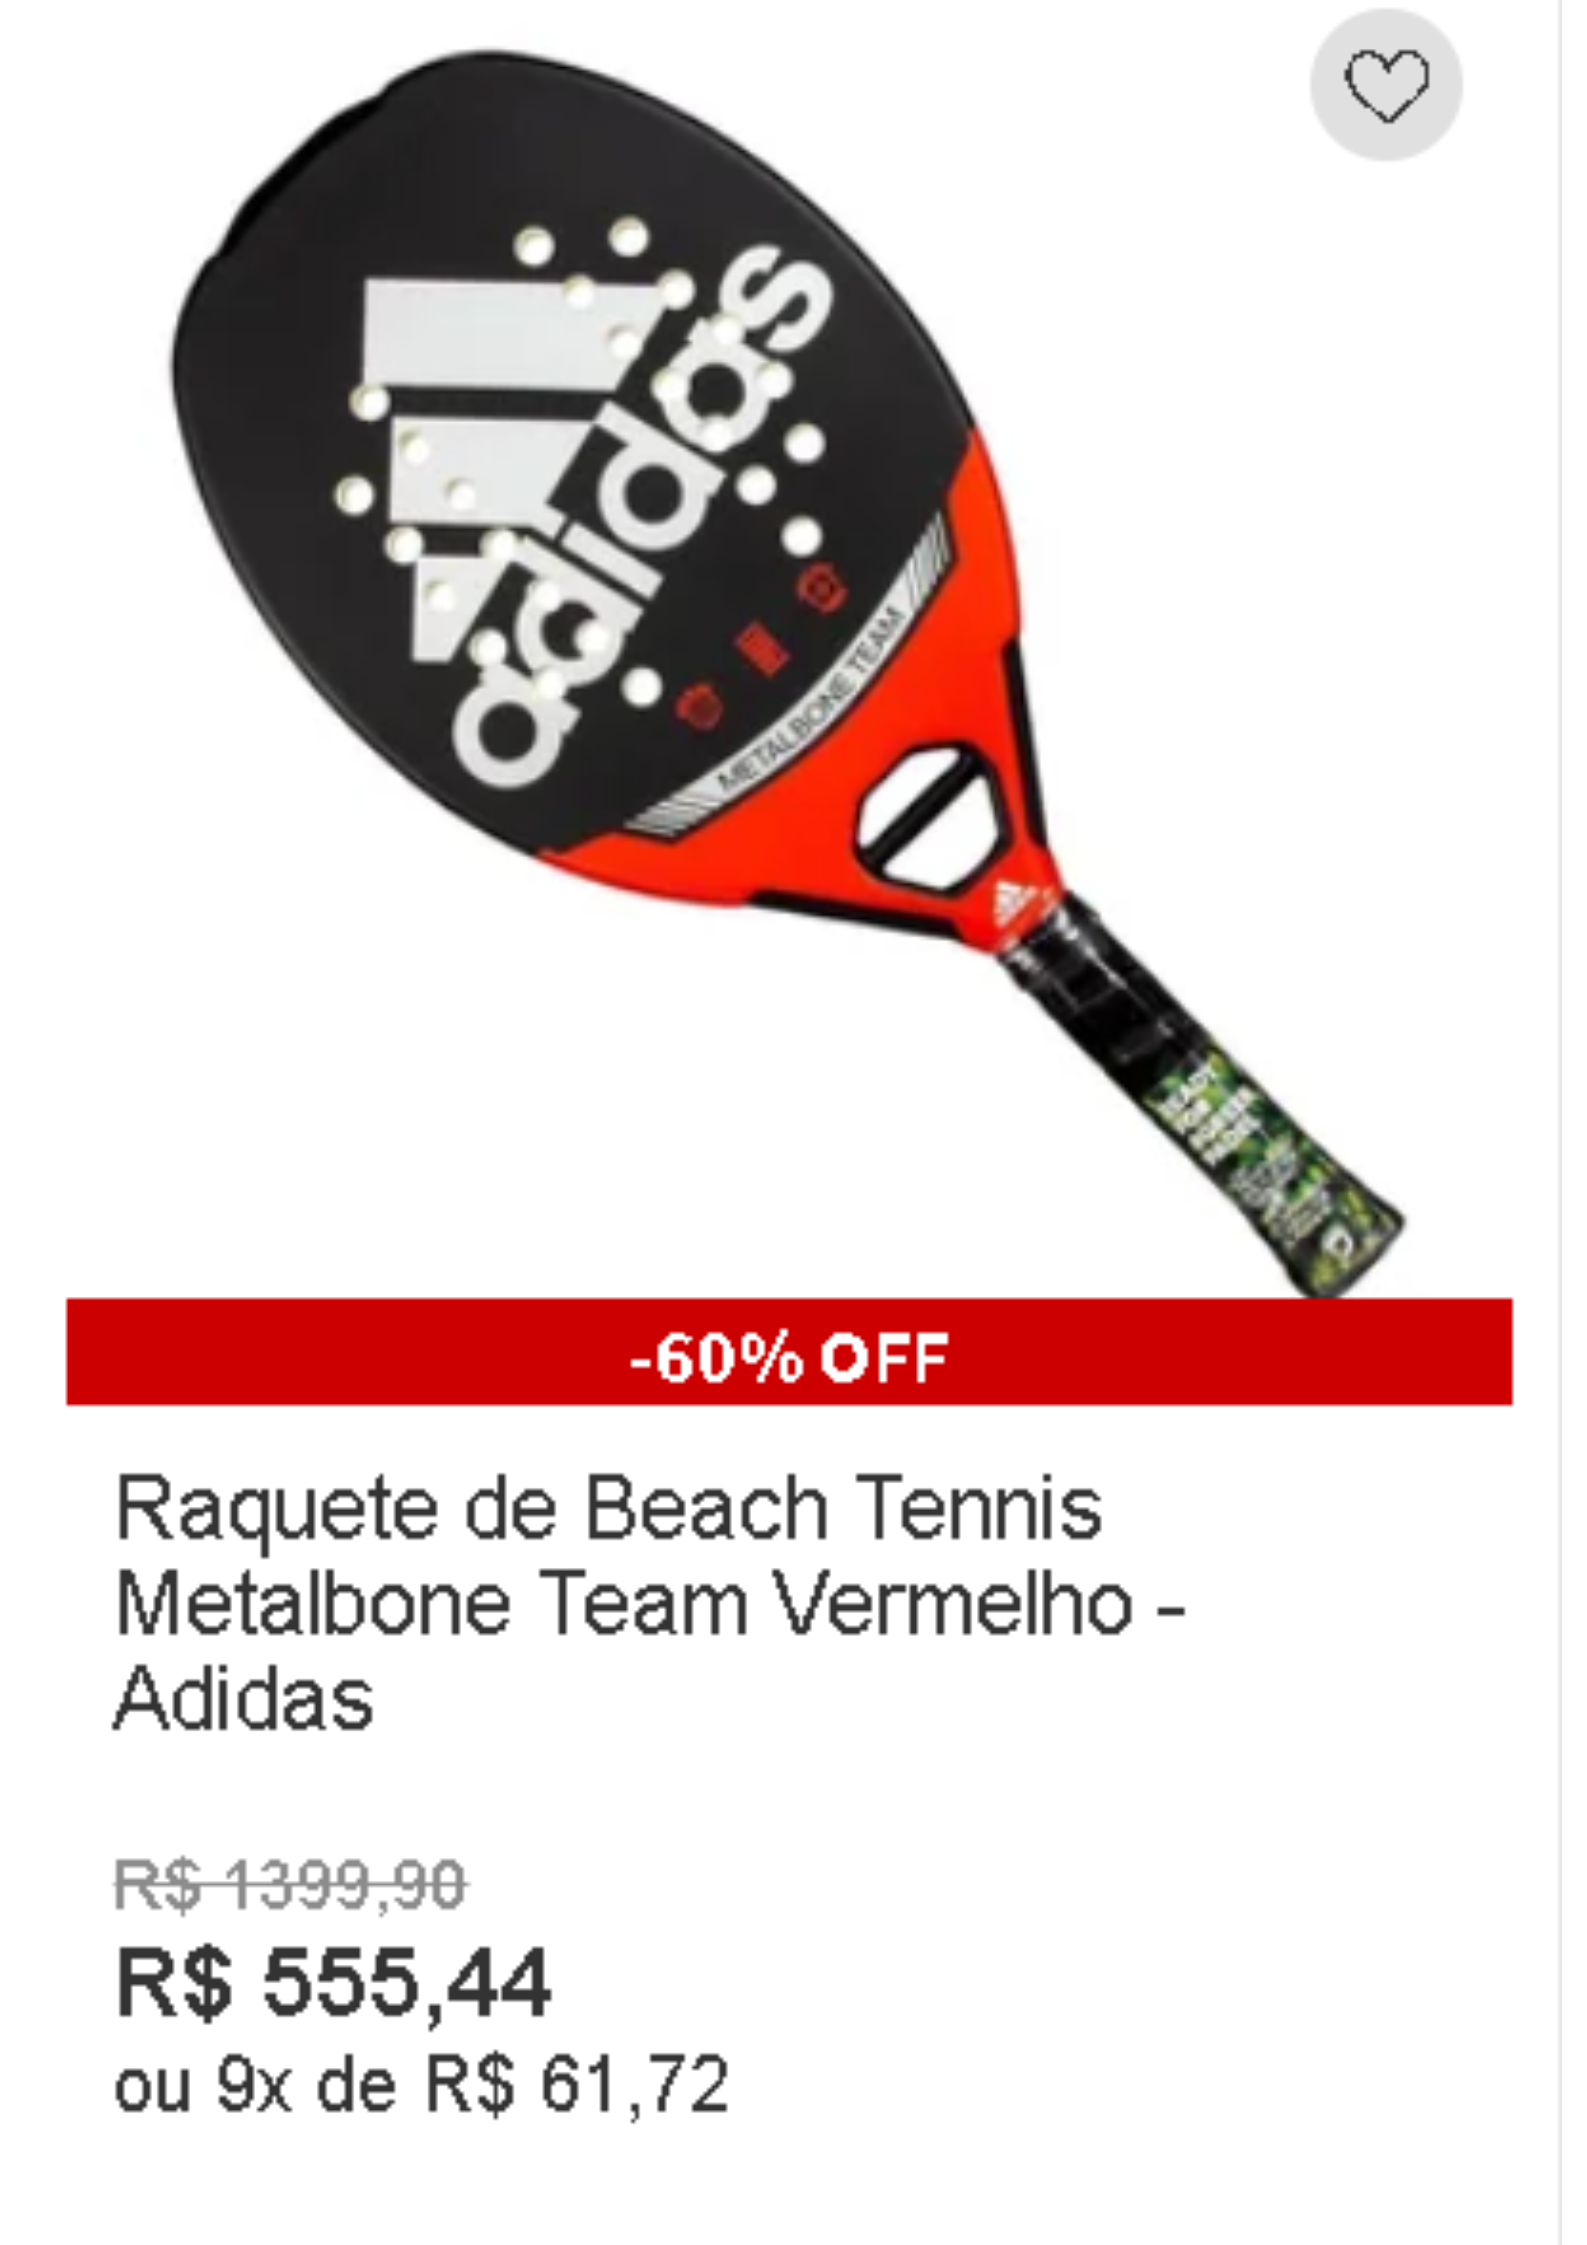 adidas
METALBONE TEAM
-60% OFF
Raquete de Beach Tennis
Metalbone Team Vermelho -
Adidas
R$ 1399,90
R$ 555,44
ou 9x de R$ 61,72